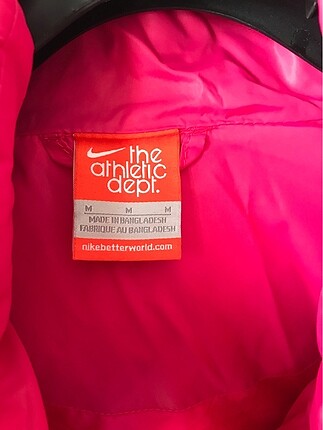 the
athletic
dept.
M M M
MADE IN BANGLADESH
FABRIQUÉ AU BANGLADESH
nikebetterworld.com